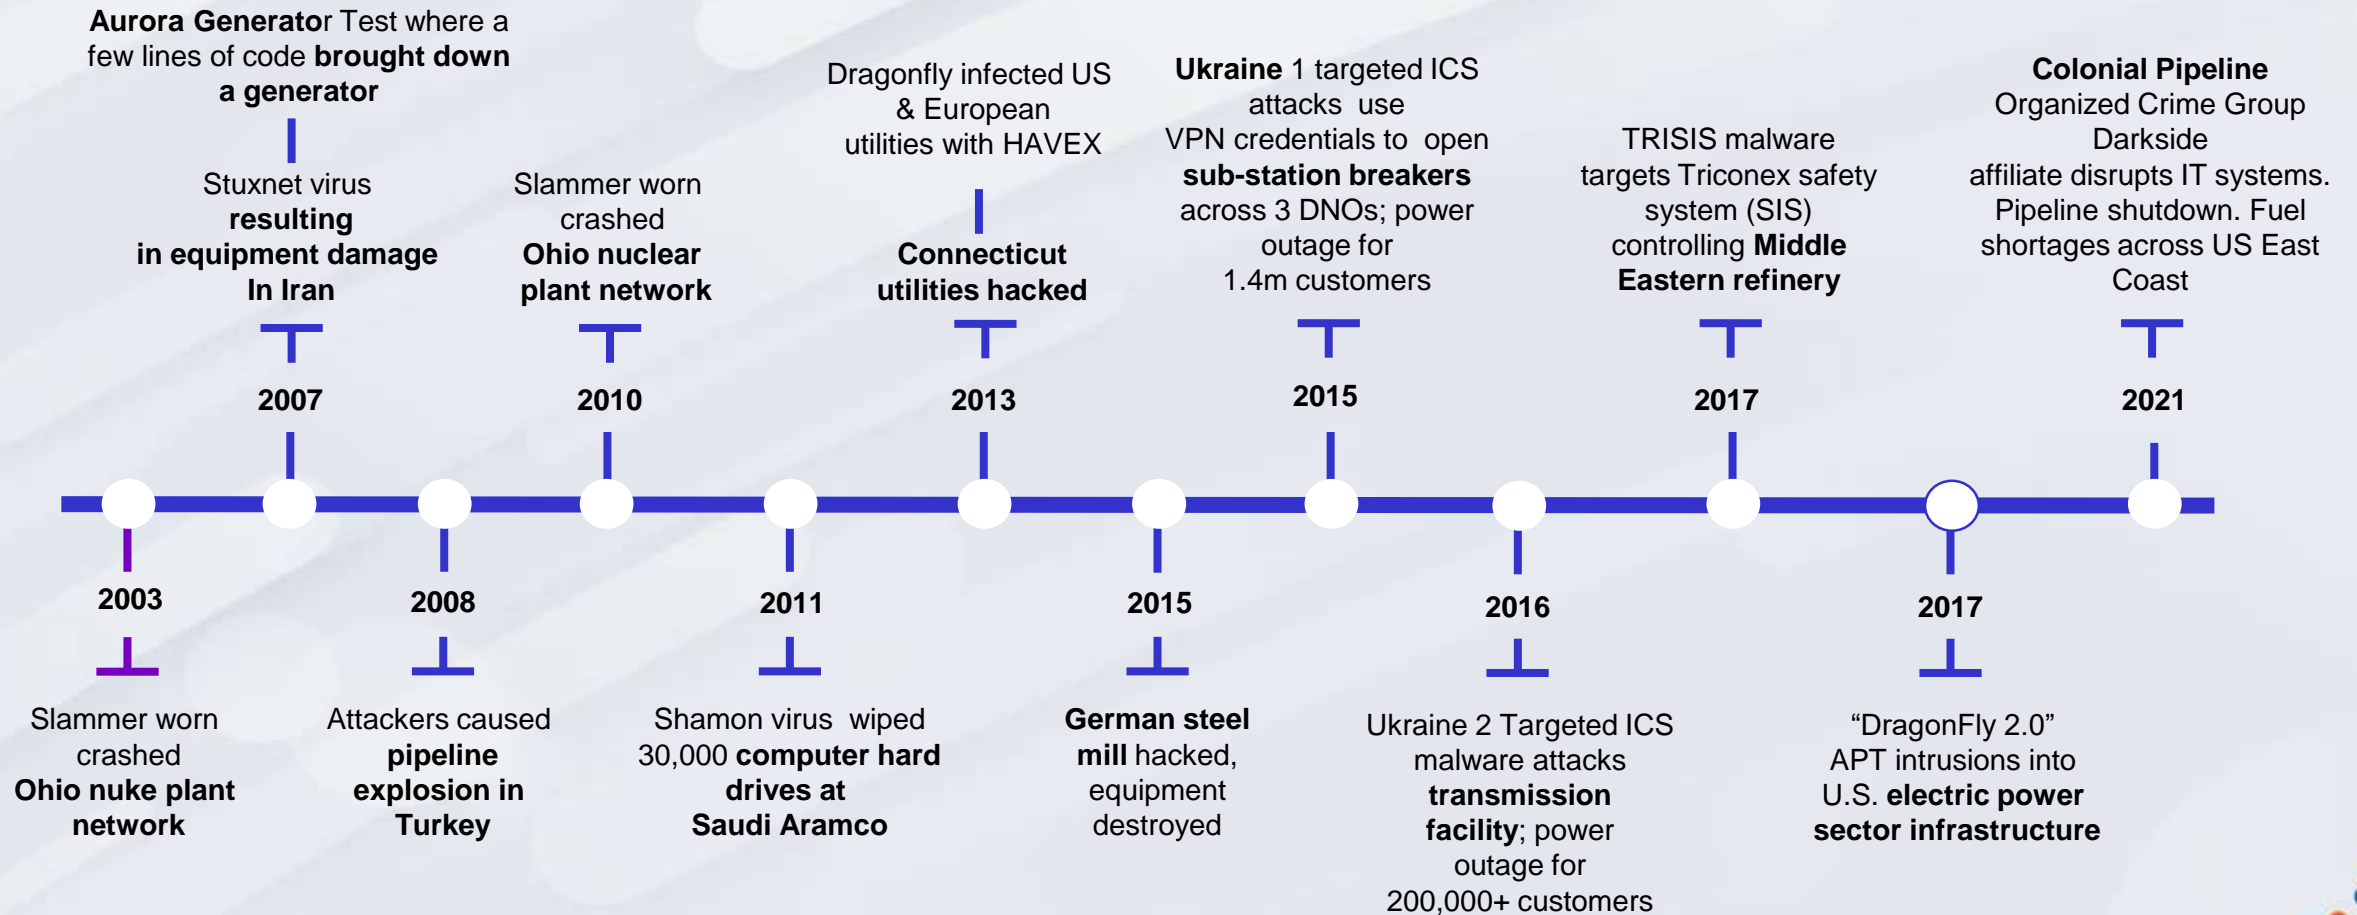 Aurora Generator Test where a
few lines of code brought down
a generator
Stuxnet virus
resulting
in equipment damage
In Iran
2007
Slammer worn
crashed
Ohio nuclear
plant network
2010
Dragonfly infected US
& European
utilities with HAVEX
Connecticut
utilities hacked
2013
Ukraine 1 targeted ICS
attacks use
VPN credentials to open
sub-station breakers
across 3 DNOs; power
outage for
1.4m customers
2015
TRISIS malware
targets Triconex safety
system (SIS)
controlling Middle
Eastern refinery
2017
Colonial Pipeline
Organized Crime Group
Darkside
affiliate disrupts IT systems.
Pipeline shutdown. Fuel
shortages across US East
Coast
2021
2003
Slammer worn
crashed
Ohio nuke plant
network
2008
Attackers caused
pipeline
explosion in
Turkey
2011
Shamon virus wiped
30,000 computer hard
drives at
Saudi Aramco
2015
German steel
mill hacked,
equipment
destroyed
2016
Ukraine 2 Targeted ICS
malware attacks
transmission
facility; power
outage for
200,000+ customers
2017
“DragonFly 2.0”
APT intrusions into
U.S. electric power
sector infrastructure